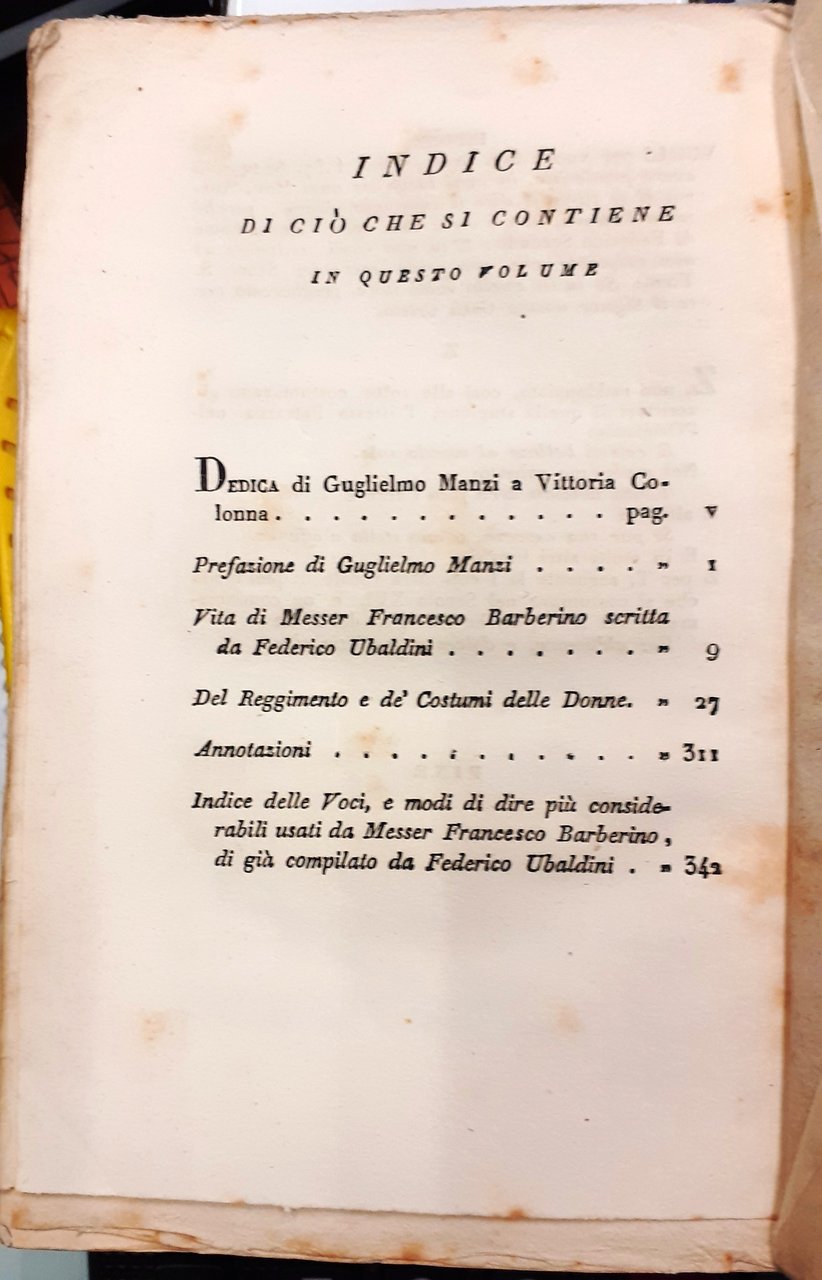 INDICE
DI CIÒ CHE SI CONTIENE
IN QUESTO VOLUME
DEDICA di Guglielmo Manzi a Vittoria Co-
lonna . . . . . . . . . . . . pag. V
Prefazione di Guglielmo Manzi . . . . „ 1
Vita di Messer Francesco Barberino scritta
da Federico Ubaldini . . . . . . . „ 9
Del Reggimento e de' Costumi delle Donne. „ 27
Annotazioni . . . . . . . . . . . „ 311
Indice delle Voci, e modi di dire più conside-
rabili usati da Messer Francesco Barberino,
di già compilato da Federico Ubaldini . „ 342